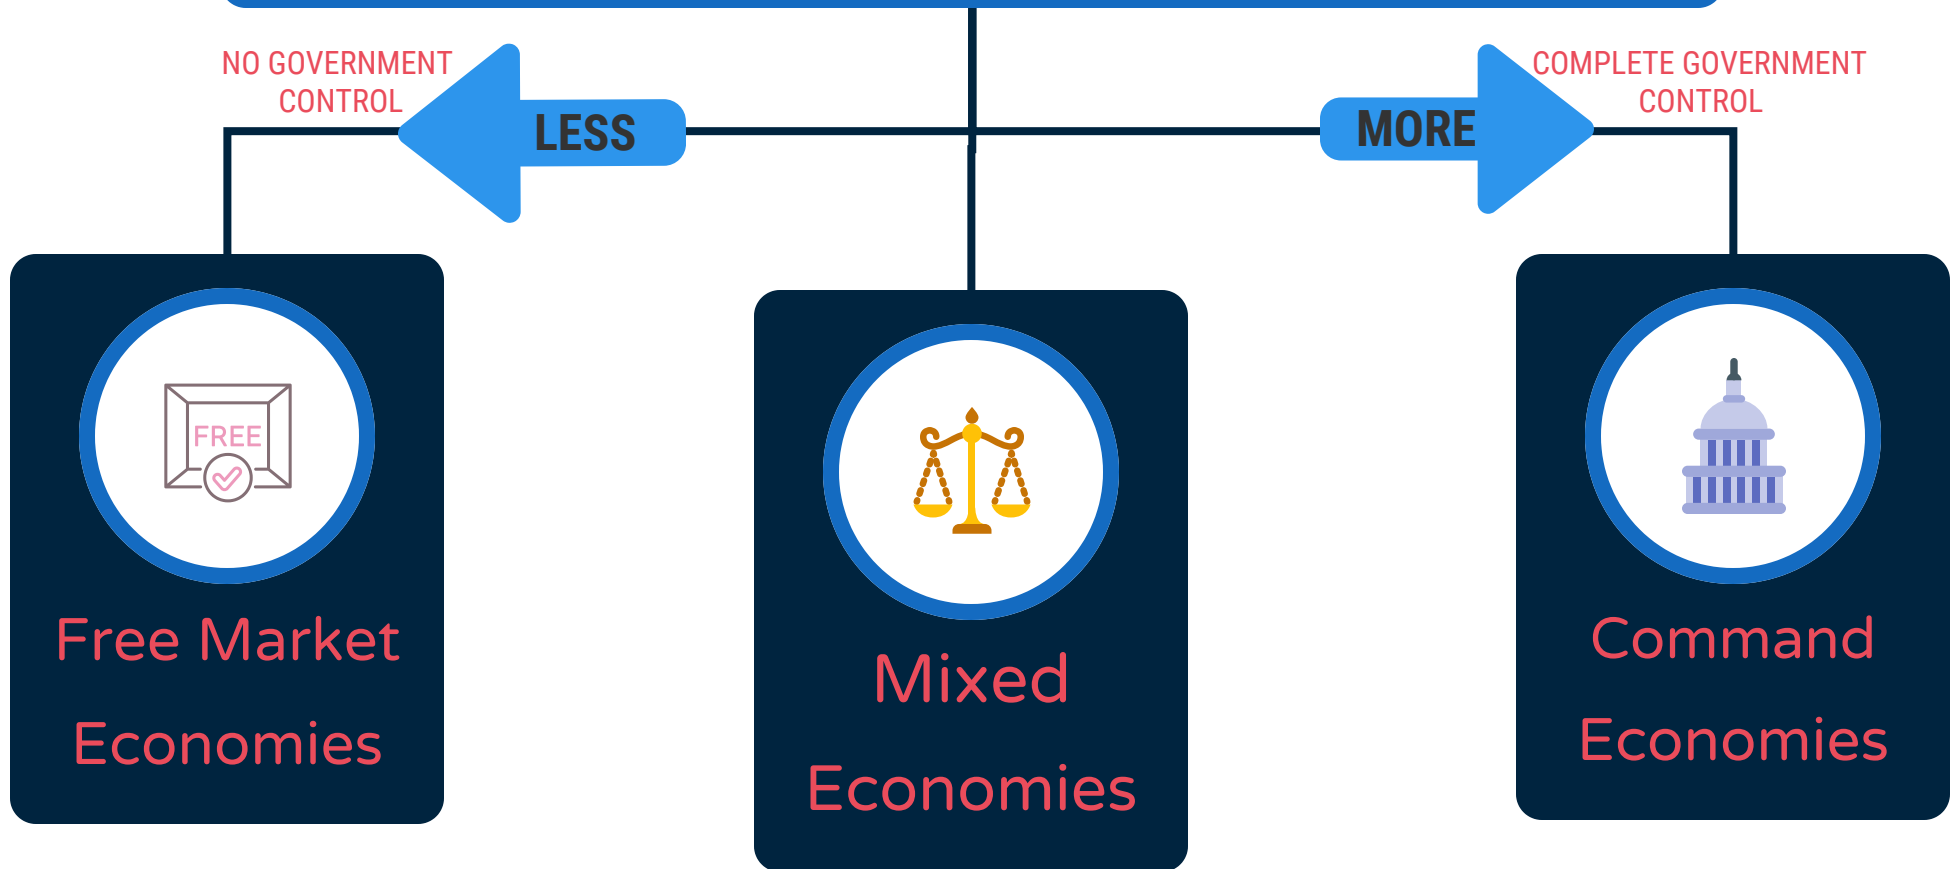 NO GOVERNMENT
CONTROL
LESS
MORE
COMPLETE GOVERNMENT
CONTROL
FREE
Free Market
Economies
Mixed
Economies
Command
Economies